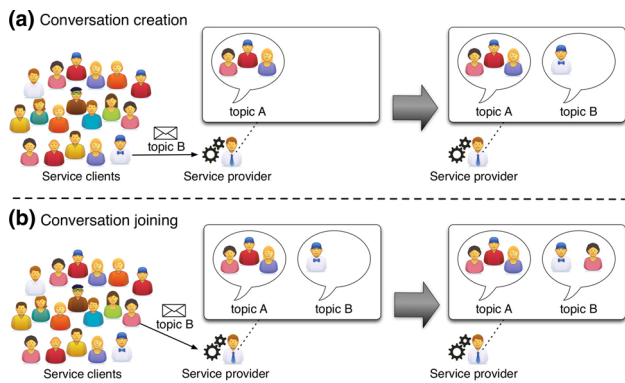 (a) Conversation creation
topic A
topic A
topic B
topic B
Service clients
Service provider
Service provider
(b) Conversation joining
topic A
topic B
topic A
topic B
topic B
Service clients
Service provider
Service provider